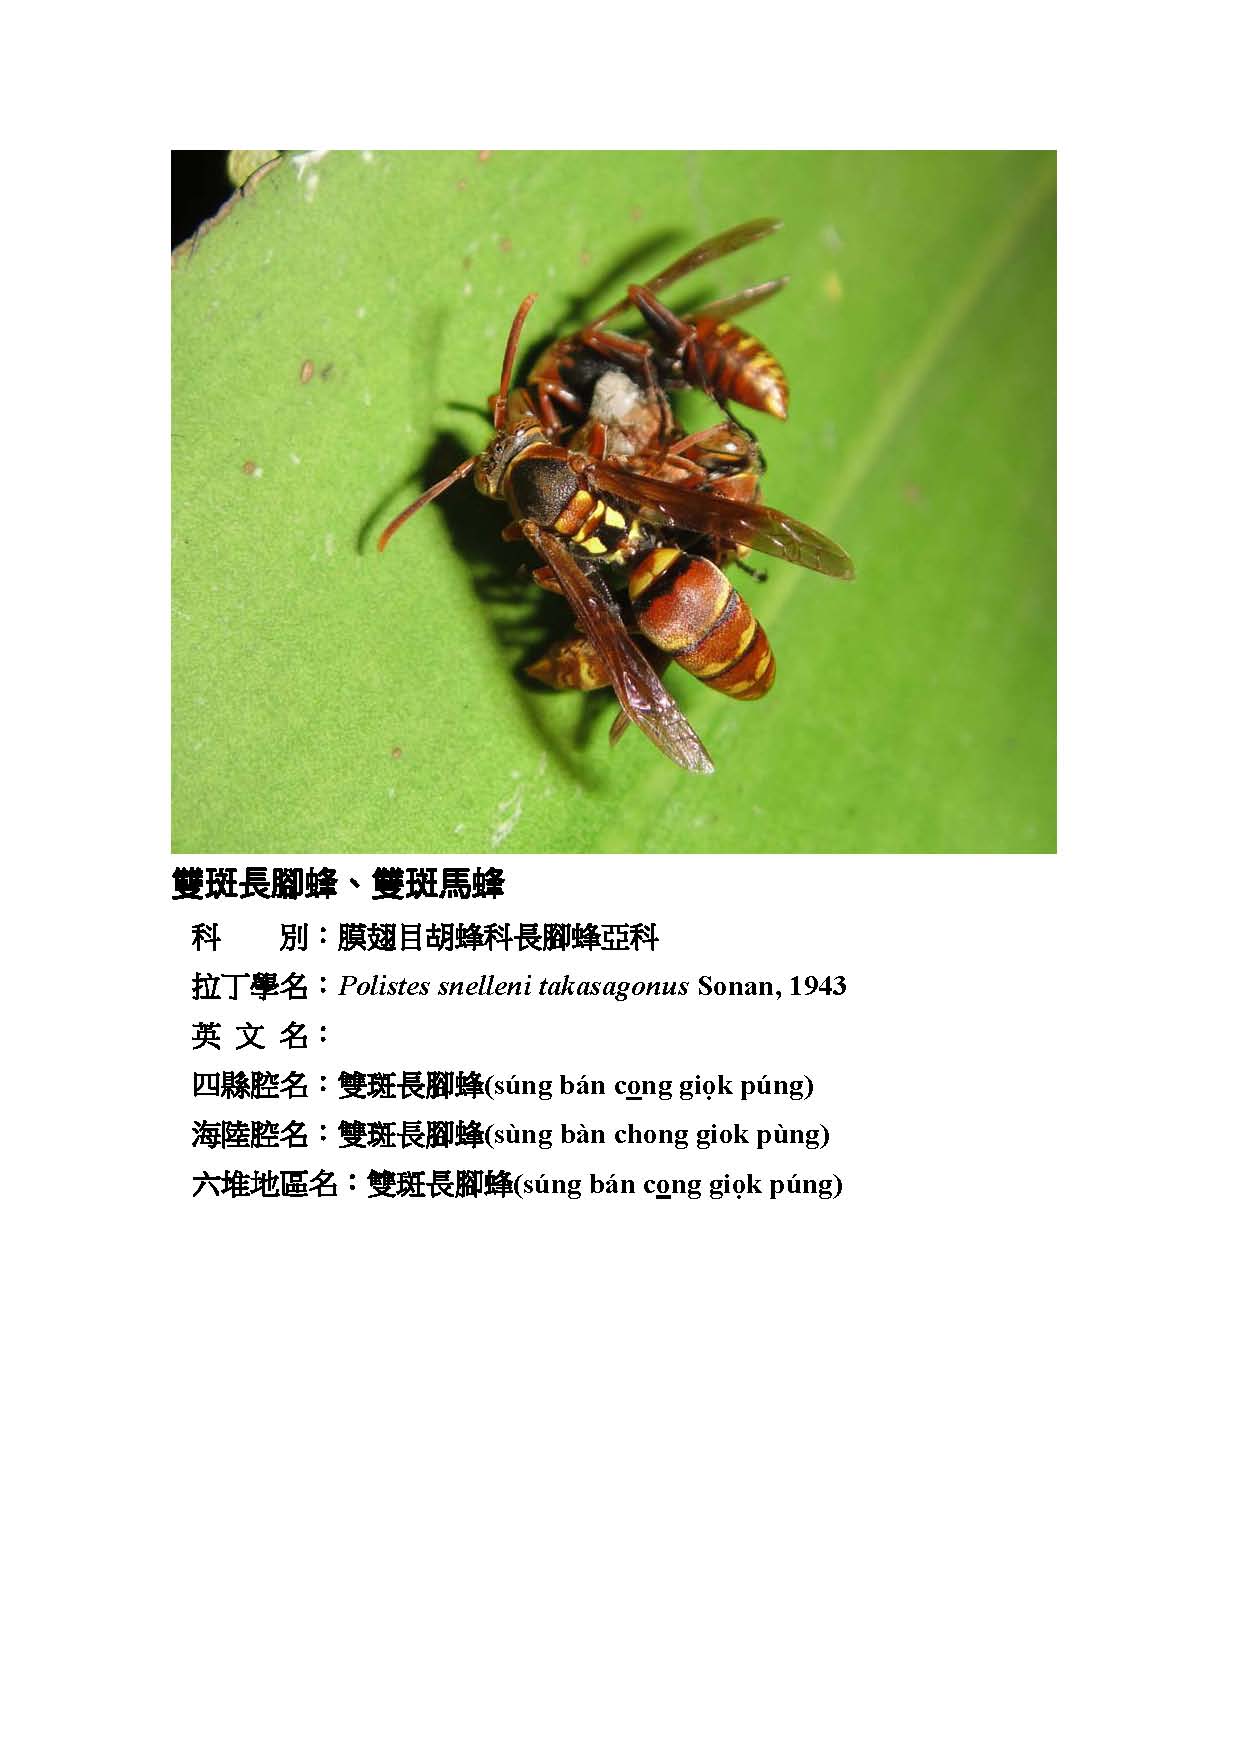 雙斑長腳蜂、雙斑馬蜂
科　　別：膜翅目胡蜂科長腳蜂亞科
拉丁學名：Polistes snelleni takasagonus Sonan, 1943
英 文 名：
四縣腔名：雙斑長腳蜂(súng bán co̲ng giọk púng)
海陸腔名：雙斑長腳蜂(sùng bàn chong giok pùng)
六堆地區名：雙斑長腳蜂(súng bán co̲ng giọk púng)